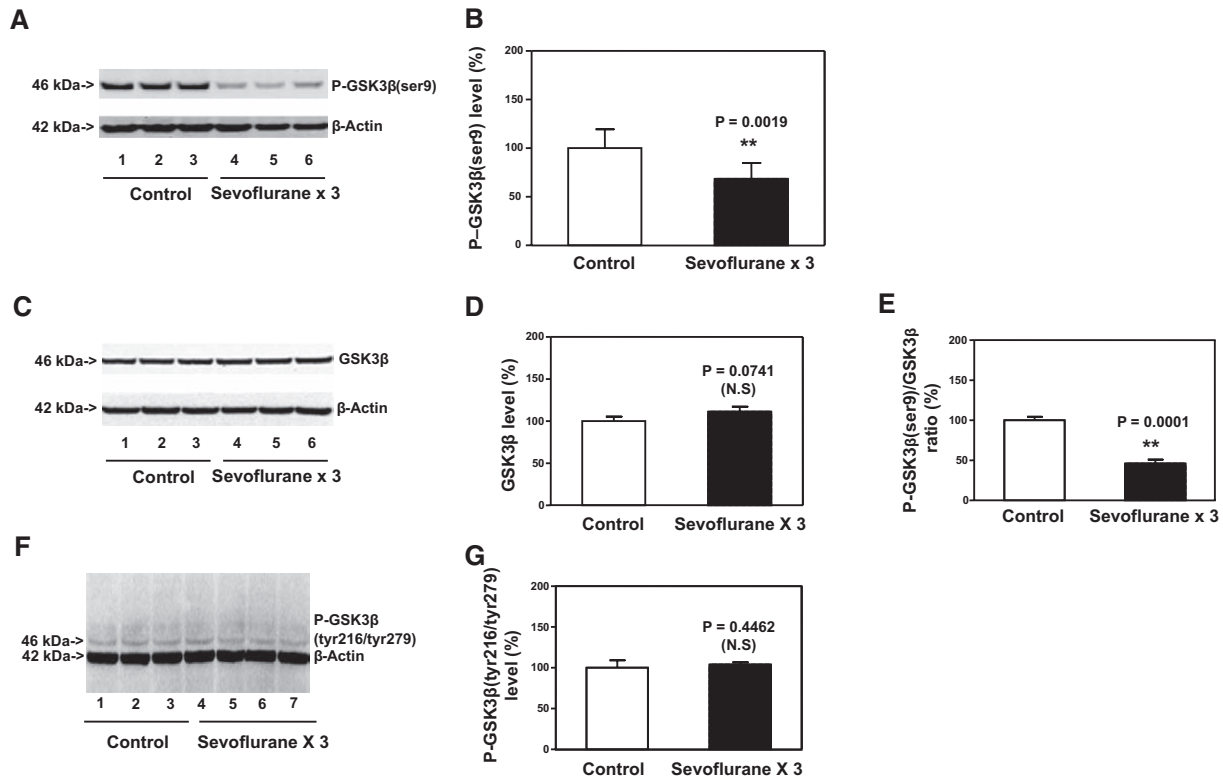 A
46 kDa->
P-GSK3β(ser9)
42 kDa->
β-Actin
1 2 3 4 5 6
Control Sevoflurane x 3
B
P–GSK3β(ser9) level (%)
200
150
100
50
0
P = 0.0019
**
Control Sevoflurane x 3
C
46 kDa->
GSK3β
42 kDa->
β-Actin
1 2 3 4 5 6
Control Sevoflurane x 3
D
GSK3β level (%)
200
150
100
50
0
P = 0.0741
(N.S)
Control Sevoflurane X 3
E
P-GSK3β(ser9)/GSK3β
ratio (%)
200
150
100
50
0
P = 0.0001
**
Control Sevoflurane x 3
F
P-GSK3β
46 kDa->
(tyr216/tyr279)
42 kDa->
β-Actin
1 2 3 4 5 6 7
Control Sevoflurane X 3
G
P-GSK3β(tyr216/tyr279)
level (%)
200
150
100
50
0
P = 0.4462
(N.S)
Control Sevoflurane X 3